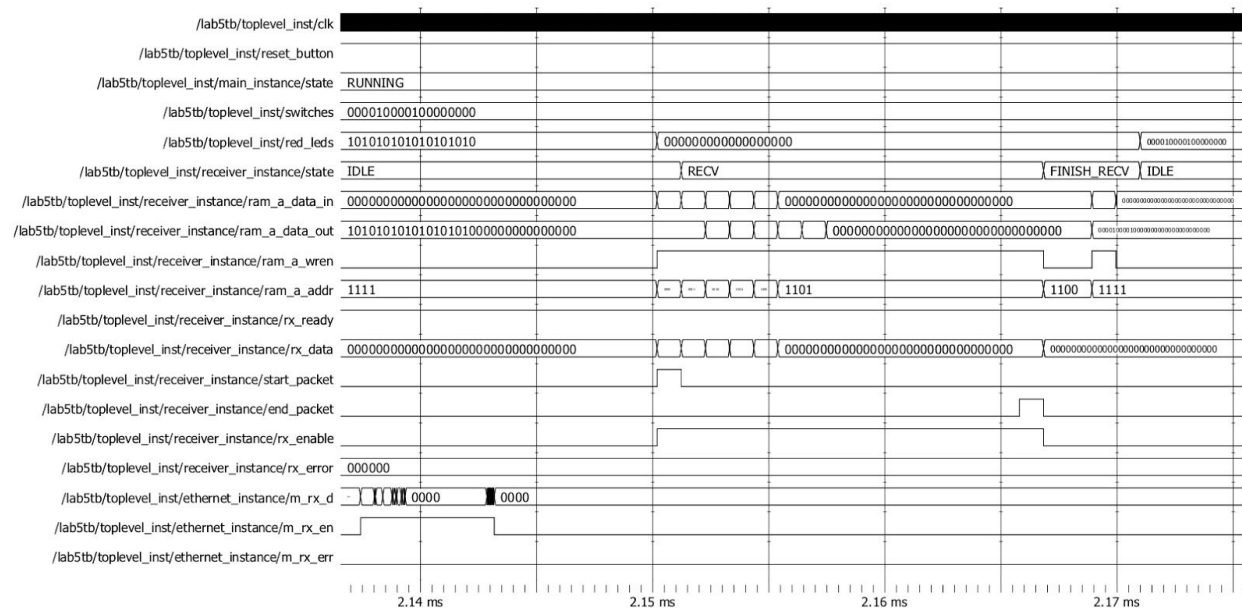 /lab5tb/toplevel_inst/clk
/lab5tb/toplevel_inst/reset_button
/lab5tb/toplevel_inst/main_instance/state RUNNING
/lab5tb/toplevel_inst/switches 000010000100000000
/lab5tb/toplevel_inst/red_leds 101010101010101010 000000000000000000 000010000100000000
/lab5tb/toplevel_inst/receiver_instance/state IDLE RECV FINISH_RECV IDLE
/lab5tb/toplevel_inst/receiver_instance/ram_a_data_in 00000000000000000000000000000000 00000000000000000000000000000000 00000000000000000000000000000000
/lab5tb/toplevel_inst/receiver_instance/ram_a_data_out 10101010101010101000000000000000 00000000000000000000000000000000 00001000010000000000000000000000
/lab5tb/toplevel_inst/receiver_instance/ram_a_wren
/lab5tb/toplevel_inst/receiver_instance/ram_a_addr 1111 1101 1100 1111
/lab5tb/toplevel_inst/receiver_instance/rx_ready
/lab5tb/toplevel_inst/receiver_instance/rx_data 00000000000000000000000000000000 00000000000000000000000000000000 00000000000000000000000000000000
/lab5tb/toplevel_inst/receiver_instance/start_packet
/lab5tb/toplevel_inst/receiver_instance/end_packet
/lab5tb/toplevel_inst/receiver_instance/rx_enable
/lab5tb/toplevel_inst/receiver_instance/rx_error 000000
/lab5tb/toplevel_inst/ethernet_instance/m_rx_d 0000 0000
/lab5tb/toplevel_inst/ethernet_instance/m_rx_en
/lab5tb/toplevel_inst/ethernet_instance/m_rx_err
2.14 ms 2.15 ms 2.16 ms 2.17 ms